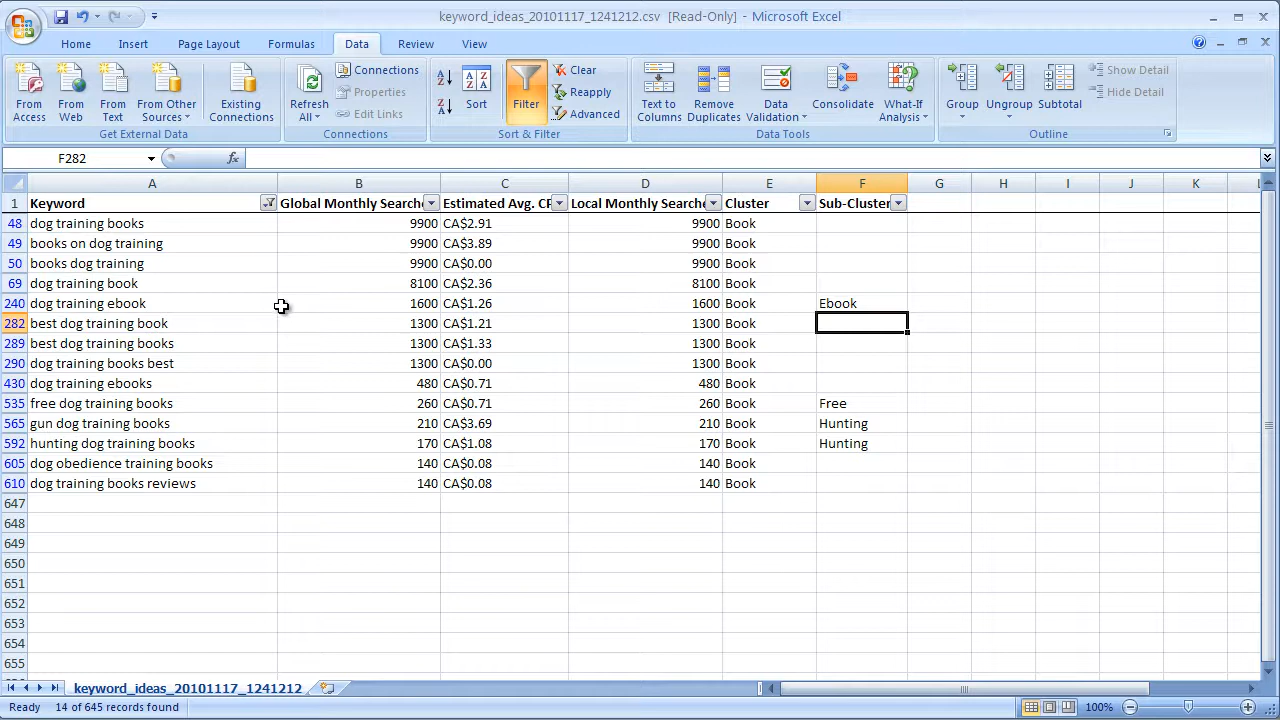 keyword_ideas_20101117_1241212.csv [Read-Only] - Microsoft Excel
Home Insert Page Layout Formulas Data Review View
From Access
From Web
From Text
From Other Sources
Existing Connections
Get External Data
Refresh All
Connections
Properties
Edit Links
Connections
Sort
Filter
Clear
Reapply
Advanced
Sort & Filter
Text to Columns
Remove Duplicates
Data Validation
Consolidate
What-If Analysis
Data Tools
Group
Ungroup
Subtotal
Show Detail
Hide Detail
Outline
F282 fx
A B C D E F G H I J K L
1 Keyword Global Monthly Searche Estimated Avg. CP Local Monthly Searche Cluster Sub-Cluster
48 dog training books 9900 CA$2.91 9900 Book
49 books on dog training 9900 CA$3.89 9900 Book
50 books dog training 9900 CA$0.00 9900 Book
69 dog training book 8100 CA$2.36 8100 Book
240 dog training ebook 1600 CA$1.26 1600 Book Ebook
282 best dog training book 1300 CA$1.21 1300 Book
289 best dog training books 1300 CA$1.33 1300 Book
290 dog training books best 1300 CA$0.00 1300 Book
430 dog training ebooks 480 CA$0.71 480 Book
535 free dog training books 260 CA$0.71 260 Book Free
565 gun dog training books 210 CA$3.69 210 Book Hunting
592 hunting dog training books 170 CA$1.08 170 Book Hunting
605 dog obedience training books 140 CA$0.08 140 Book
610 dog training books reviews 140 CA$0.08 140 Book
647
648
649
650
651
652
653
654
655
keyword_ideas_20101117_1241212
Ready 14 of 645 records found 100%